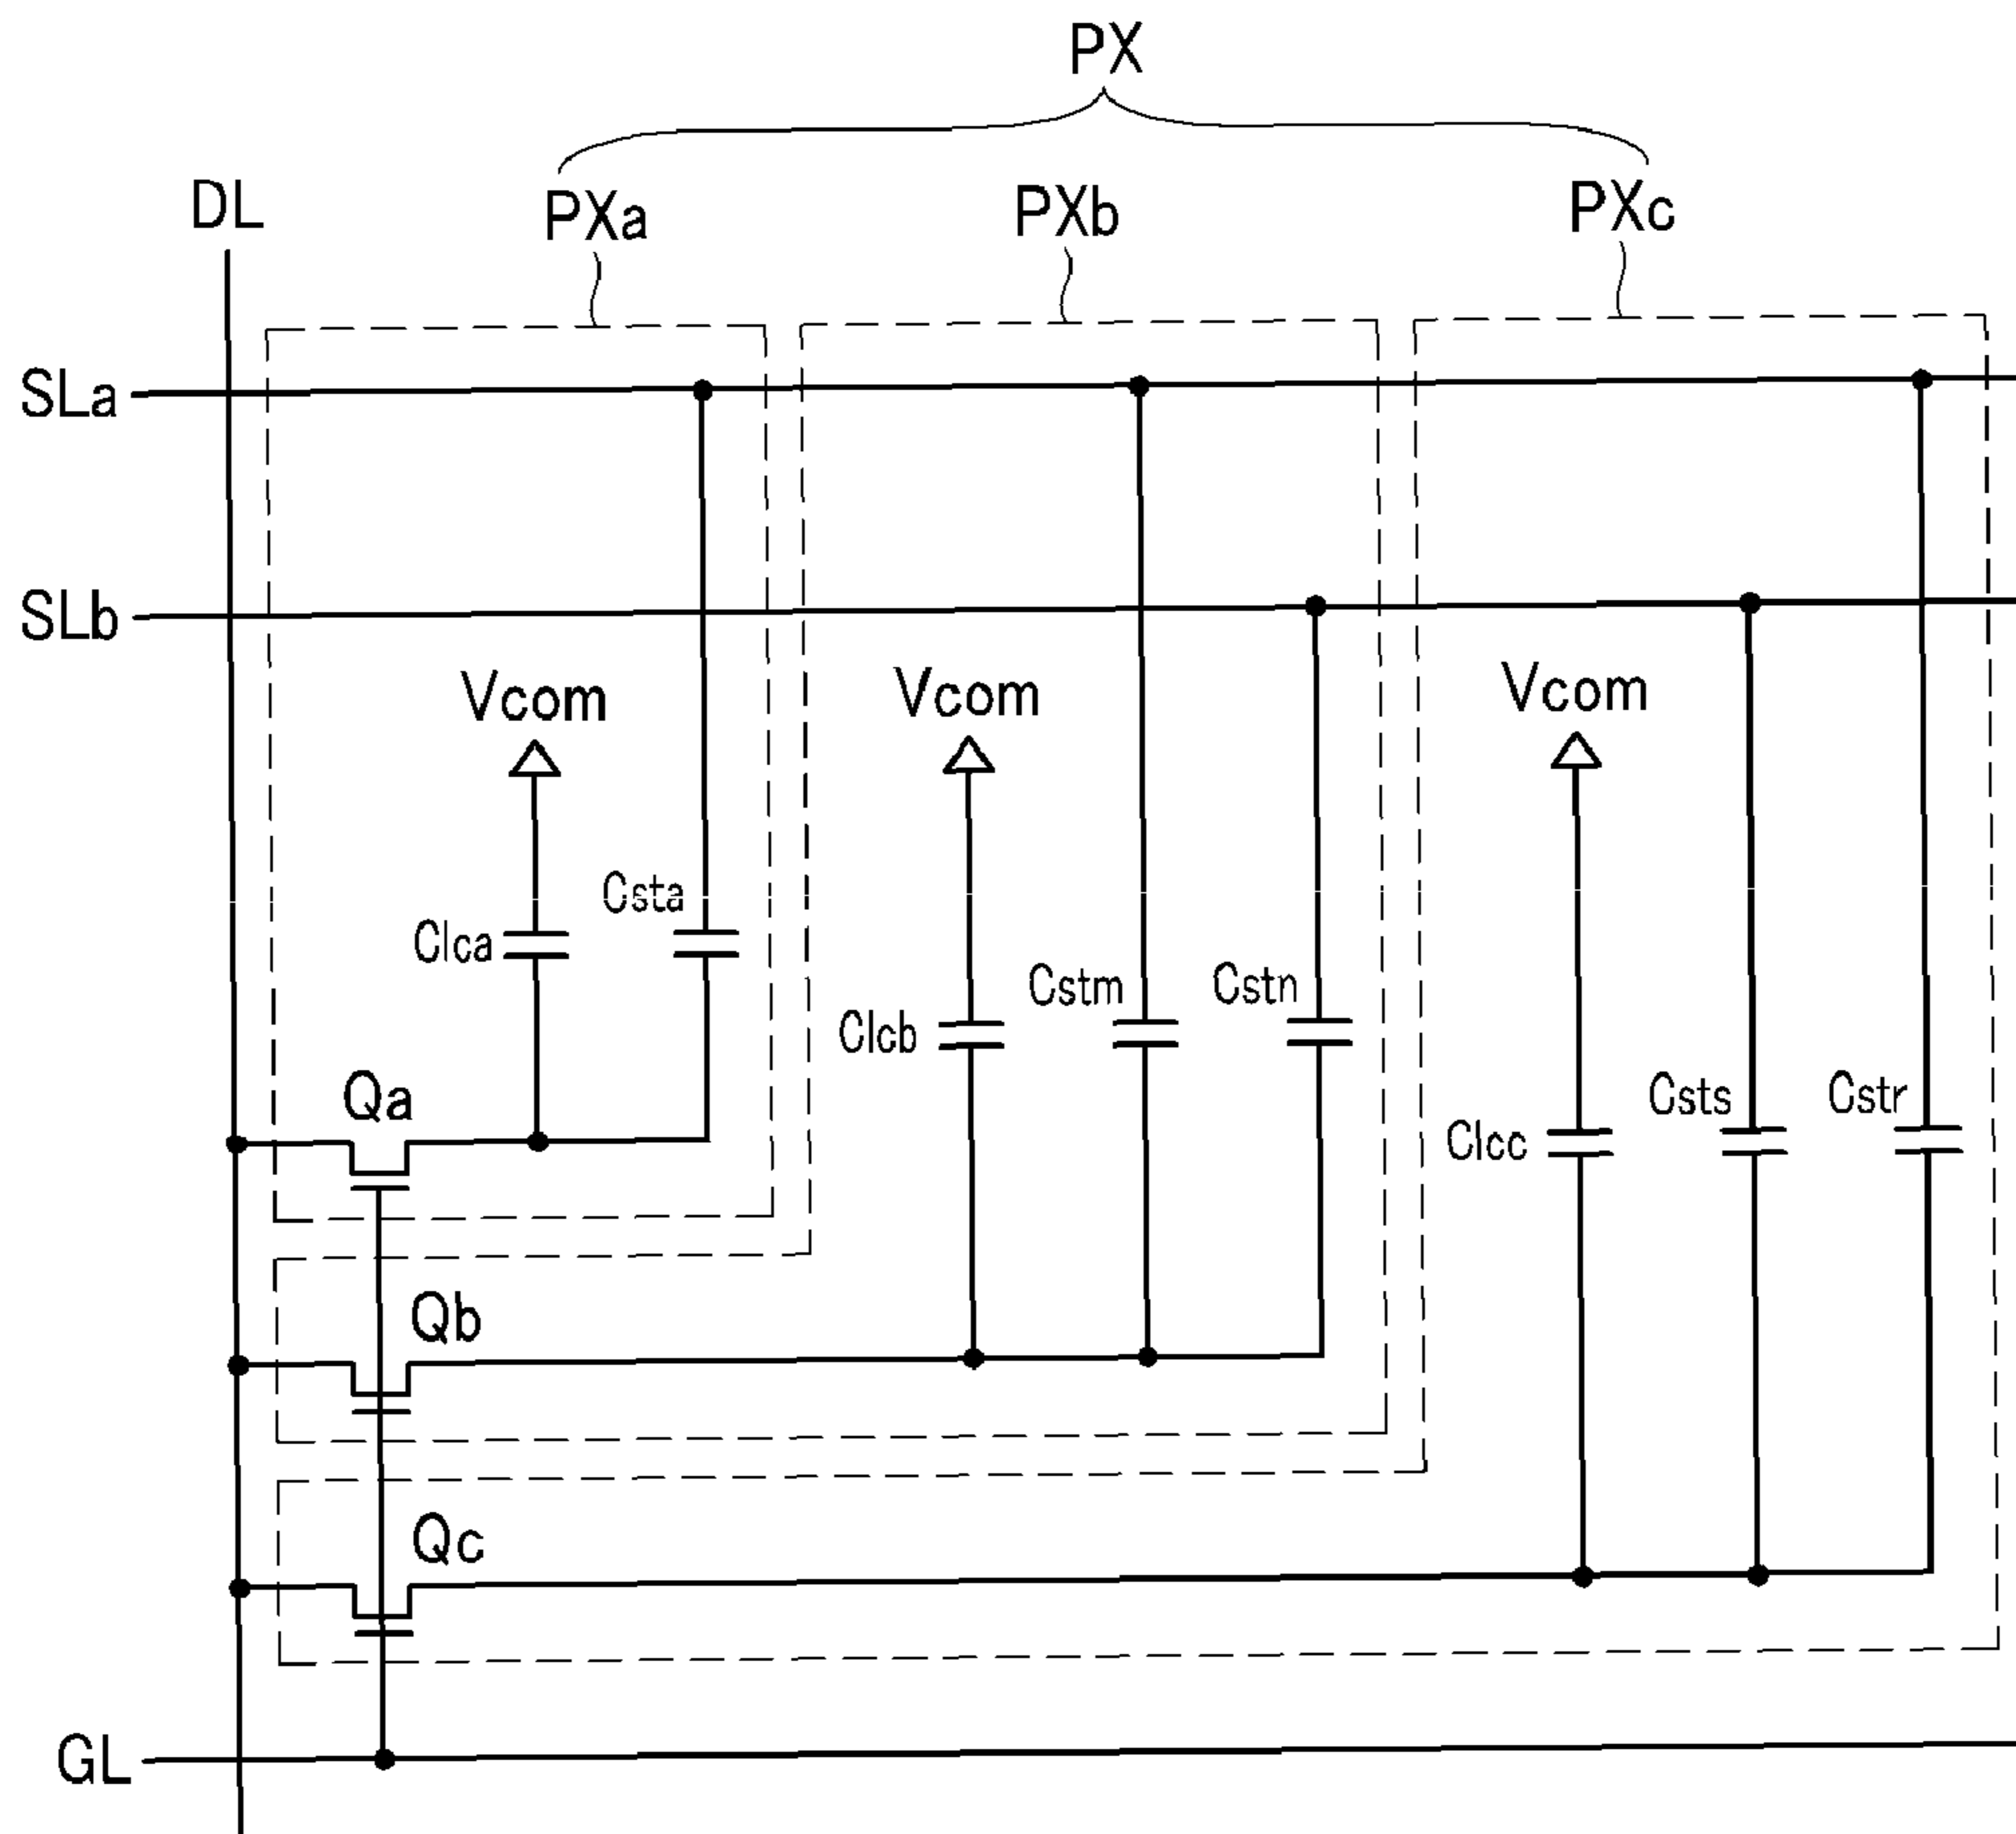 PX
DL
PXa
PXb
PXc
SLa
SLb
Vcom
Vcom
Vcom
Clca
Csta
Clcb
Cstm
Cstn
Clcc
Csts
Cstr
Qa
Qb
Qc
GL